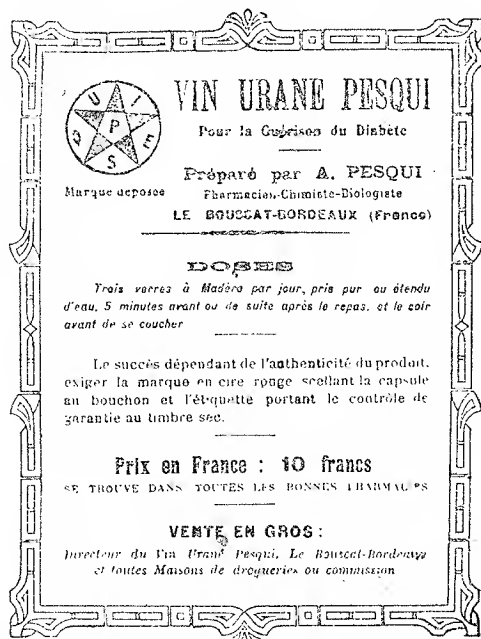 VIN URANE PESQUI
Pour la Guérison du Diabète
P E S Q U I
Marque déposée
Préparé par A. PESQUI
Pharmacien-Chimiste-Biologiste
LE BOUSCAT-BORDEAUX (France)
DOSES
Trois verres à Madère par jour, pris pur ou étendu
d'eau, 5 minutes avant ou de suite après le repas, et le soir
avant de se coucher
Le succès dépendant de l'authenticité du produit,
exiger la marque en cire rouge scellant la capsule
au bouchon et l'étiquette portant le contrôle de
garantie au timbre sec.
Prix en France : 10 francs
SE TROUVE DANS TOUTES LES BONNES PHARMACIES
VENTE EN GROS :
Directeur du Vin Urané Pesqui, Le Bouscat-Bordeaux
et toutes Maisons de drogueries ou commission